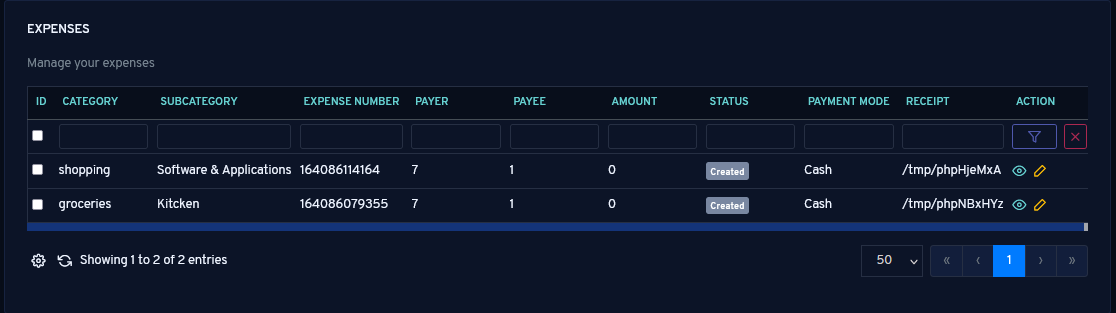 EXPENSES
Manage your expenses
ID CATEGORY SUBCATEGORY EXPENSE NUMBER PAYER PAYEE AMOUNT STATUS PAYMENT MODE RECEIPT ACTION
shopping Software & Applications 164086114164 7 1 0 Created Cash /tmp/phpHjeMxA
groceries Kitcken 164086079355 7 1 0 Created Cash /tmp/phpNBxHYz
Showing 1 to 2 of 2 entries 50 « ‹ 1 › »